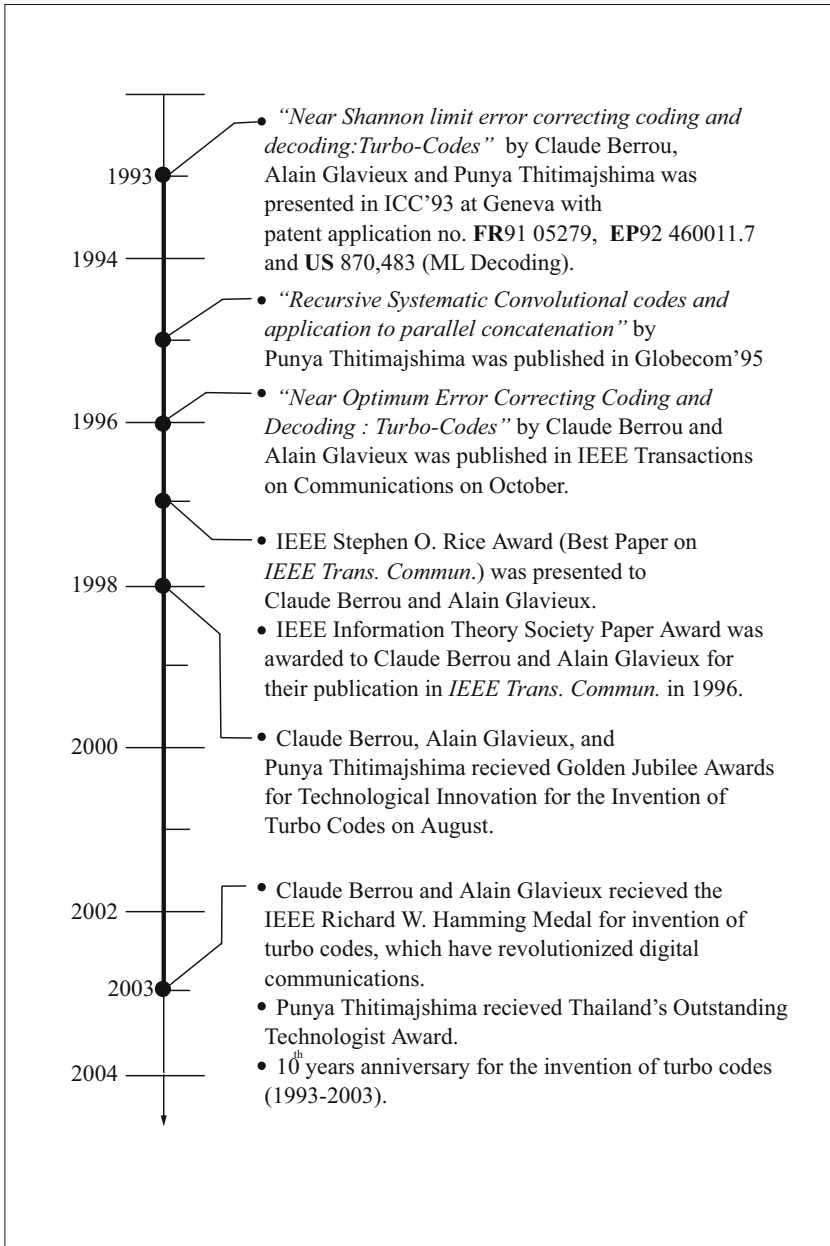 • “Near Shannon limit error correcting coding and
decoding:Turbo-Codes” by Claude Berrou,
Alain Glavieux and Punya Thitimajshima was
presented in ICC’93 at Geneva with
patent application no. FR91 05279, EP92 460011.7
and US 870,483 (ML Decoding).
1993
1994
• “Recursive Systematic Convolutional codes and
application to parallel concatenation” by
Punya Thitimajshima was published in Globecom’95
1996
• “Near Optimum Error Correcting Coding and
Decoding : Turbo-Codes” by Claude Berrou and
Alain Glavieux was published in IEEE Transactions
on Communications on October.
• IEEE Stephen O. Rice Award (Best Paper on
IEEE Trans. Commun.) was presented to
Claude Berrou and Alain Glavieux.
• IEEE Information Theory Society Paper Award was
awarded to Claude Berrou and Alain Glavieux for
their publication in IEEE Trans. Commun. in 1996.
1998
2000
• Claude Berrou, Alain Glavieux, and
Punya Thitimajshima recieved Golden Jubilee Awards
for Technological Innovation for the Invention of
Turbo Codes on August.
2002
• Claude Berrou and Alain Glavieux recieved the
IEEE Richard W. Hamming Medal for invention of
turbo codes, which have revolutionized digital
communications.
2003
• Punya Thitimajshima recieved Thailand’s Outstanding
Technologist Award.
2004
• 10th years anniversary for the invention of turbo codes
(1993-2003).